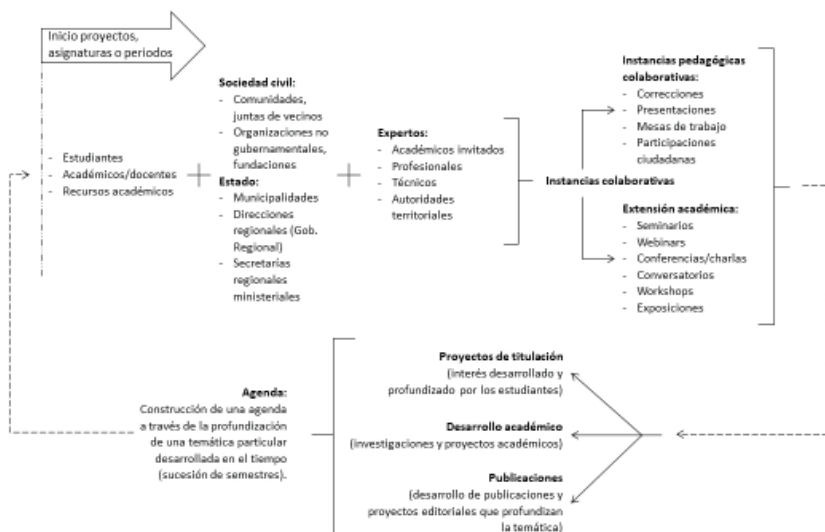 Inicio proyectos,
asignaturas o periodos
- Estudiantes
- Académicos/docentes
- Recursos académicos
Sociedad civil:
- Comunidades,
juntas de vecinos
- Organizaciones no
gubernamentales,
fundaciones
Estado:
- Municipalidades
- Direcciones
regionales (Gob.
Regional)
- Secretarías
regionales
ministeriales
Expertos:
- Académicos invitados
- Profesionales
- Técnicos
- Autoridades
territoriales
Instancias colaborativas
Instancias pedagógicas
colaborativas:
- Correcciones
- Presentaciones
- Mesas de trabajo
- Participaciones
ciudadanas
Extensión académica:
- Seminarios
- Webinars
- Conferencias/charlas
- Conversatorios
- Workshops
- Exposiciones
Proyectos de titulación
(interés desarrollado y
profundizado por los estudiantes)
Desarrollo académico
(investigaciones y proyectos académicos)
Publicaciones
(desarrollo de publicaciones y
proyectos editoriales que profundizan
la temática)
Agenda:
Construcción de una agenda
a través de la profundización
de una temática particular
desarrollada en el tiempo
(sucesión de semestres).